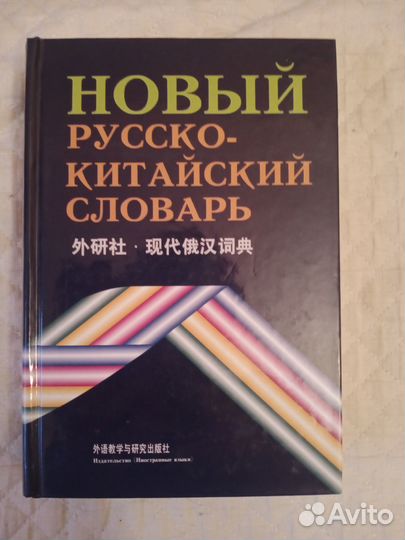 НОВЫЙ
РУССКО-
КИТАЙСКИЙ
СЛОВАРЬ
外研社·现代俄汉词典
外语教学与研究出版社
Издательство «Иностранные языки»
Avito